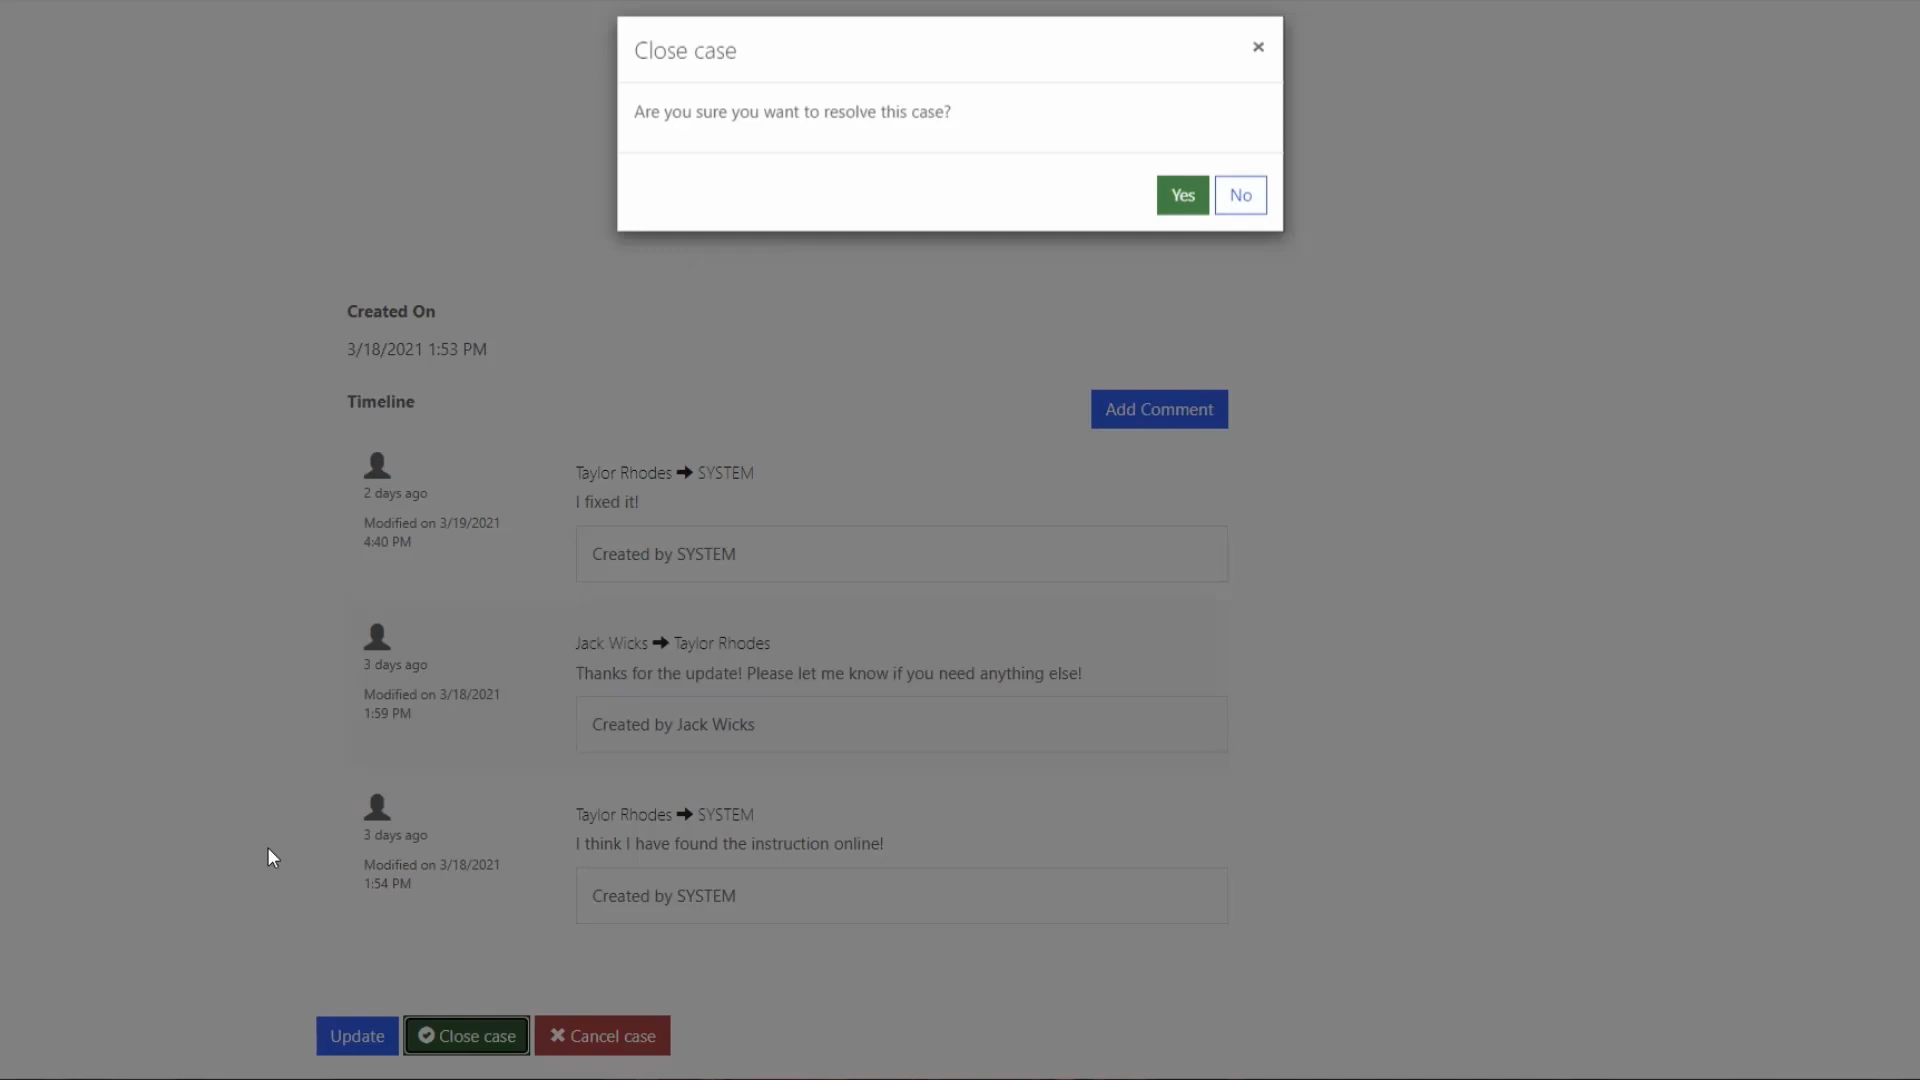 Close case
×
Are you sure you want to resolve this case?
Yes No
Created On
3/18/2021 1:53 PM
Timeline
Add Comment
2 days ago
Modified on 3/19/2021
4:40 PM
Taylor Rhodes ➡ SYSTEM
I fixed it!
Created by SYSTEM
3 days ago
Modified on 3/18/2021
1:59 PM
Jack Wicks ➡ Taylor Rhodes
Thanks for the update! Please let me know if you need anything else!
Created by Jack Wicks
3 days ago
Modified on 3/18/2021
1:54 PM
Taylor Rhodes ➡ SYSTEM
I think I have found the instruction online!
Created by SYSTEM
Update Close case Cancel case